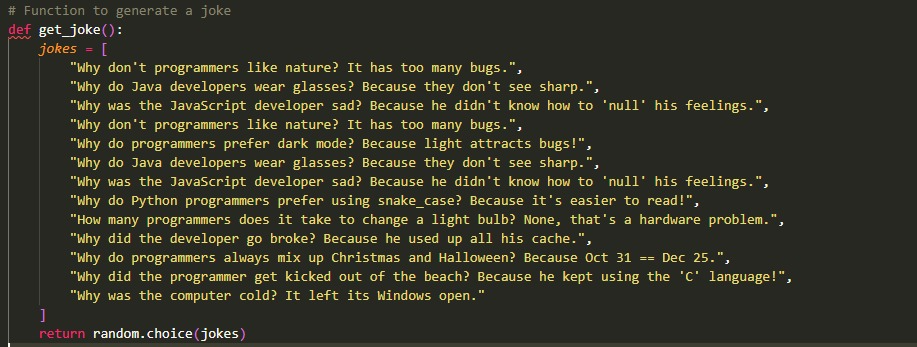 # Function to generate a joke
def get_joke():
    jokes = [
        "Why don't programmers like nature? It has too many bugs.",
        "Why do Java developers wear glasses? Because they don't see sharp.",
        "Why was the JavaScript developer sad? Because he didn't know how to 'null' his feelings.",
        "Why don't programmers like nature? It has too many bugs.",
        "Why do programmers prefer dark mode? Because light attracts bugs!",
        "Why do Java developers wear glasses? Because they don't see sharp.",
        "Why was the JavaScript developer sad? Because he didn't know how to 'null' his feelings.",
        "Why do Python programmers prefer using snake_case? Because it's easier to read!",
        "How many programmers does it take to change a light bulb? None, that's a hardware problem.",
        "Why did the developer go broke? Because he used up all his cache.",
        "Why do programmers always mix up Christmas and Halloween? Because Oct 31 == Dec 25.",
        "Why did the programmer get kicked out of the beach? Because he kept using the 'C' language!",
        "Why was the computer cold? It left its Windows open."
    ]
    return random.choice(jokes)